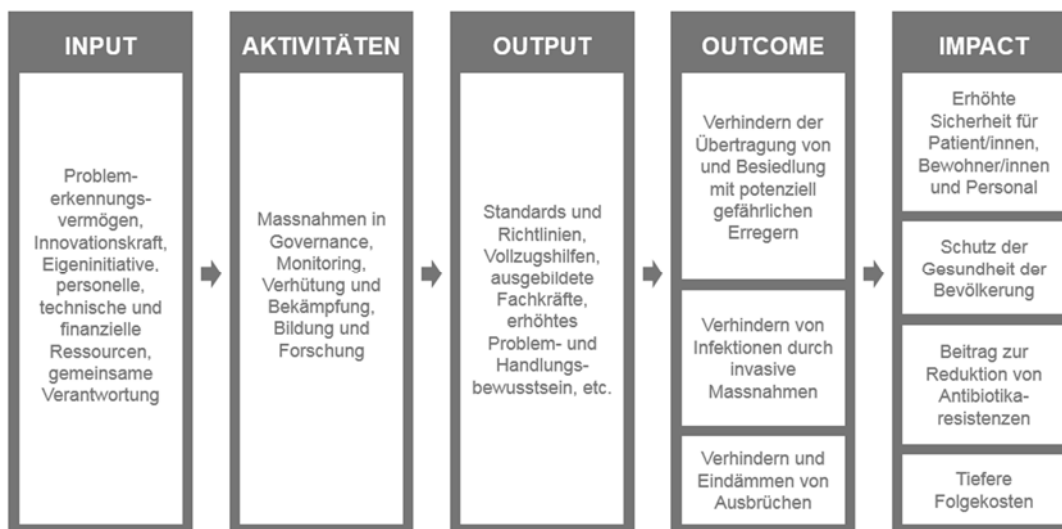 INPUT
Problem-
erkennungs-
vermögen,
Innovationskraft,
Eigeninitiative,
personelle,
technische und
finanzielle
Ressourcen,
gemeinsame
Verantwortung
AKTIVITÄTEN
Massnahmen in
Governance,
Monitoring,
Verhütung und
Bekämpfung,
Bildung und
Forschung
OUTPUT
Standards und
Richtlinien,
Vollzugshilfen,
ausgebildete
Fachkräfte,
erhöhtes
Problem- und
Handlungs-
bewusstsein, etc.
OUTCOME
Verhindern der
Übertragung von
und Besiedlung
mit potenziell
gefährlichen
Erregern
Verhindern von
Infektionen durch
invasive
Massnahmen
Verhindern und
Eindämmen von
Ausbrüchen
IMPACT
Erhöhte
Sicherheit für
Patient/innen,
Bewohner/innen
und Personal
Schutz der
Gesundheit der
Bevölkerung
Beitrag zur
Reduktion von
Antibiotika-
resistenzen
Tiefere
Folgekosten